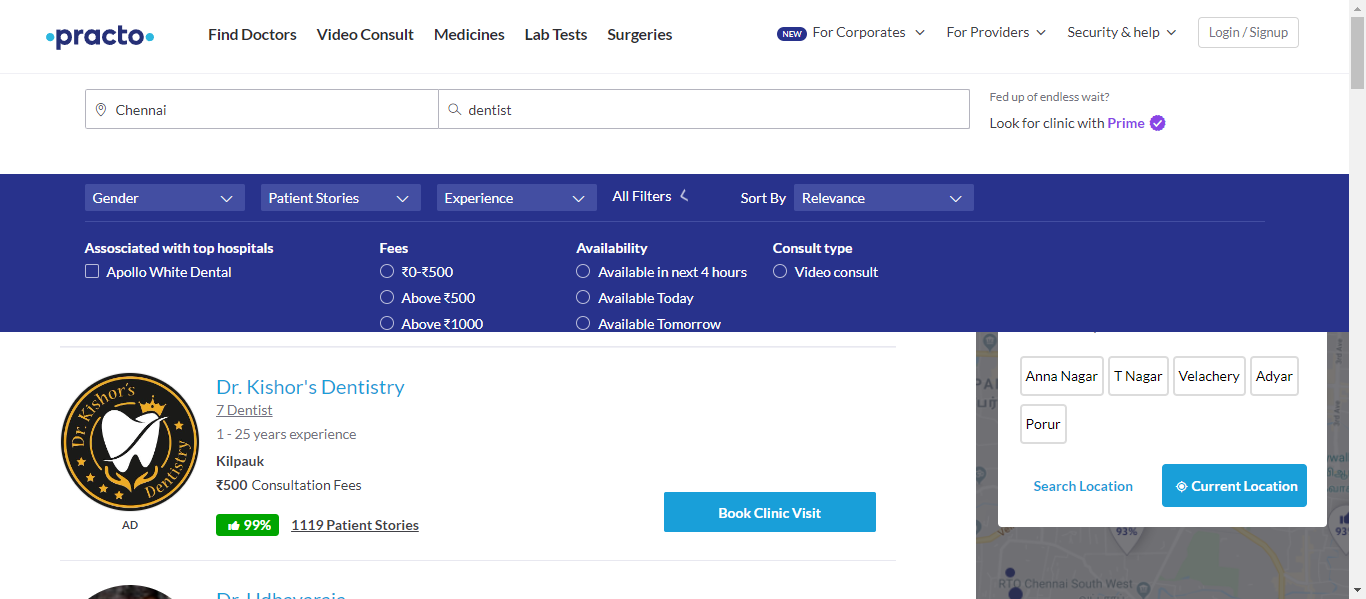 practo
Find Doctors Video Consult Medicines Lab Tests Surgeries
NEW For Corporates For Providers Security & help Login / Signup
Chennai dentist
Fed up of endless wait?
Look for clinic with Prime
Gender Patient Stories Experience All Filters Sort By Relevance
Assosciated with top hospitals Fees Availability Consult type
Apollo White Dental ₹0-₹500 Available in next 4 hours Video consult
Above ₹500 Available Today
Above ₹1000 Available Tomorrow
Dr. Kishor's Dentistry
Dr. Kishor's Dentistry
7 Dentist
1 - 25 years experience
Kilpauk
₹500 Consultation Fees
AD
99% 1119 Patient Stories
Book Clinic Visit
Anna Nagar T Nagar Velachery Adyar
Porur
Search Location Current Location
3rd Ave
93% 93
RTO Chennai South West